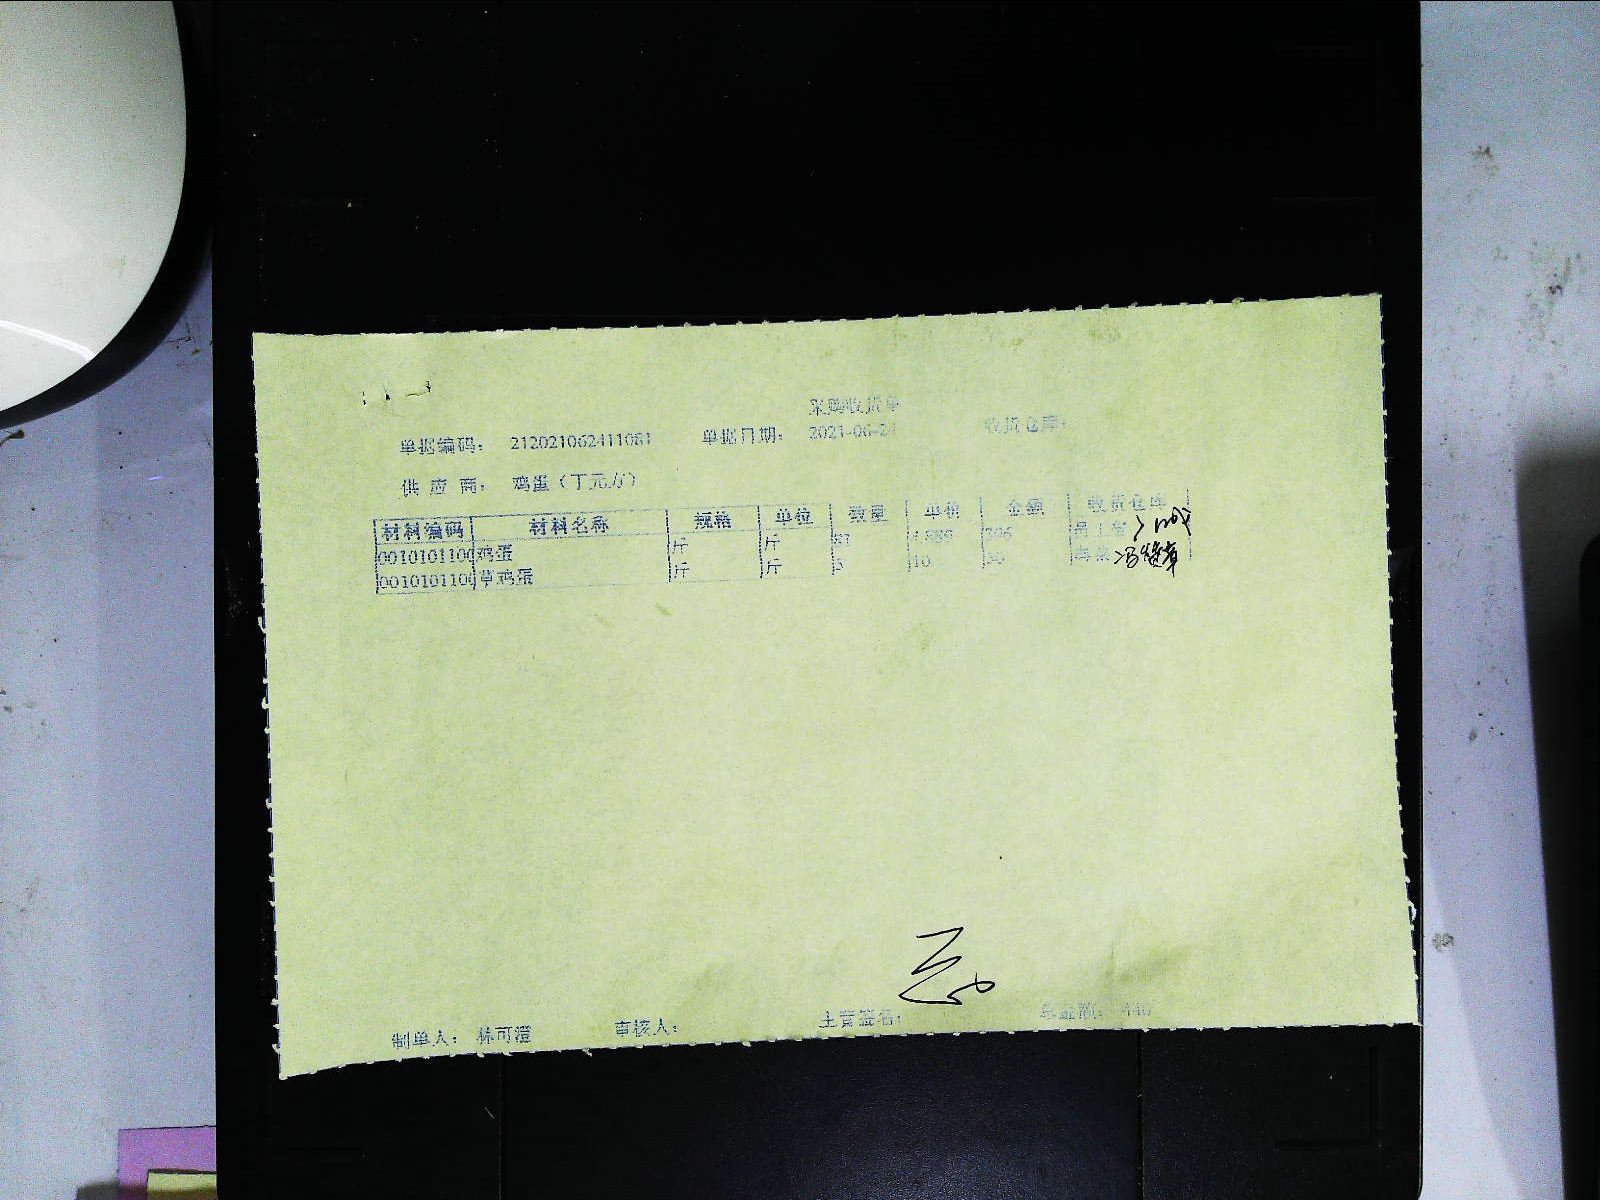 采购收货单
单据编码： 212021062411081 单据日期： 2021-06-24 收货仓库：
供 应 商： 鸡蛋（丁元方）
材料编码 材料名称 规格 单位 数量 单价 金额 收货仓库
0010101100 鸡蛋 斤 斤
0010101100 草鸡蛋 斤 斤 5 10 50
制单人： 林可澄 审核人： 主管签名： 总金额：